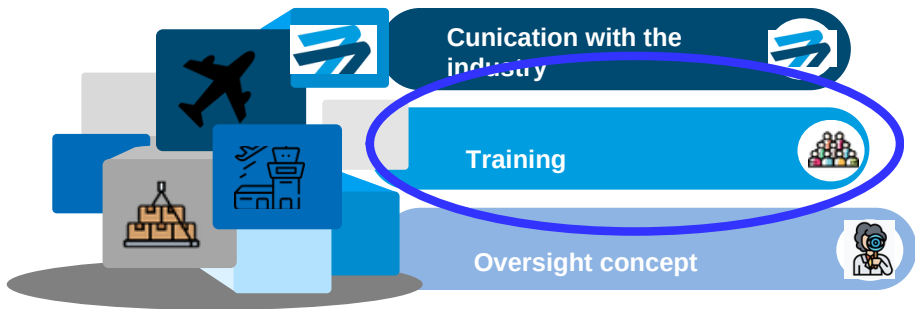 Cunication with the
industry
Training
Oversight concept